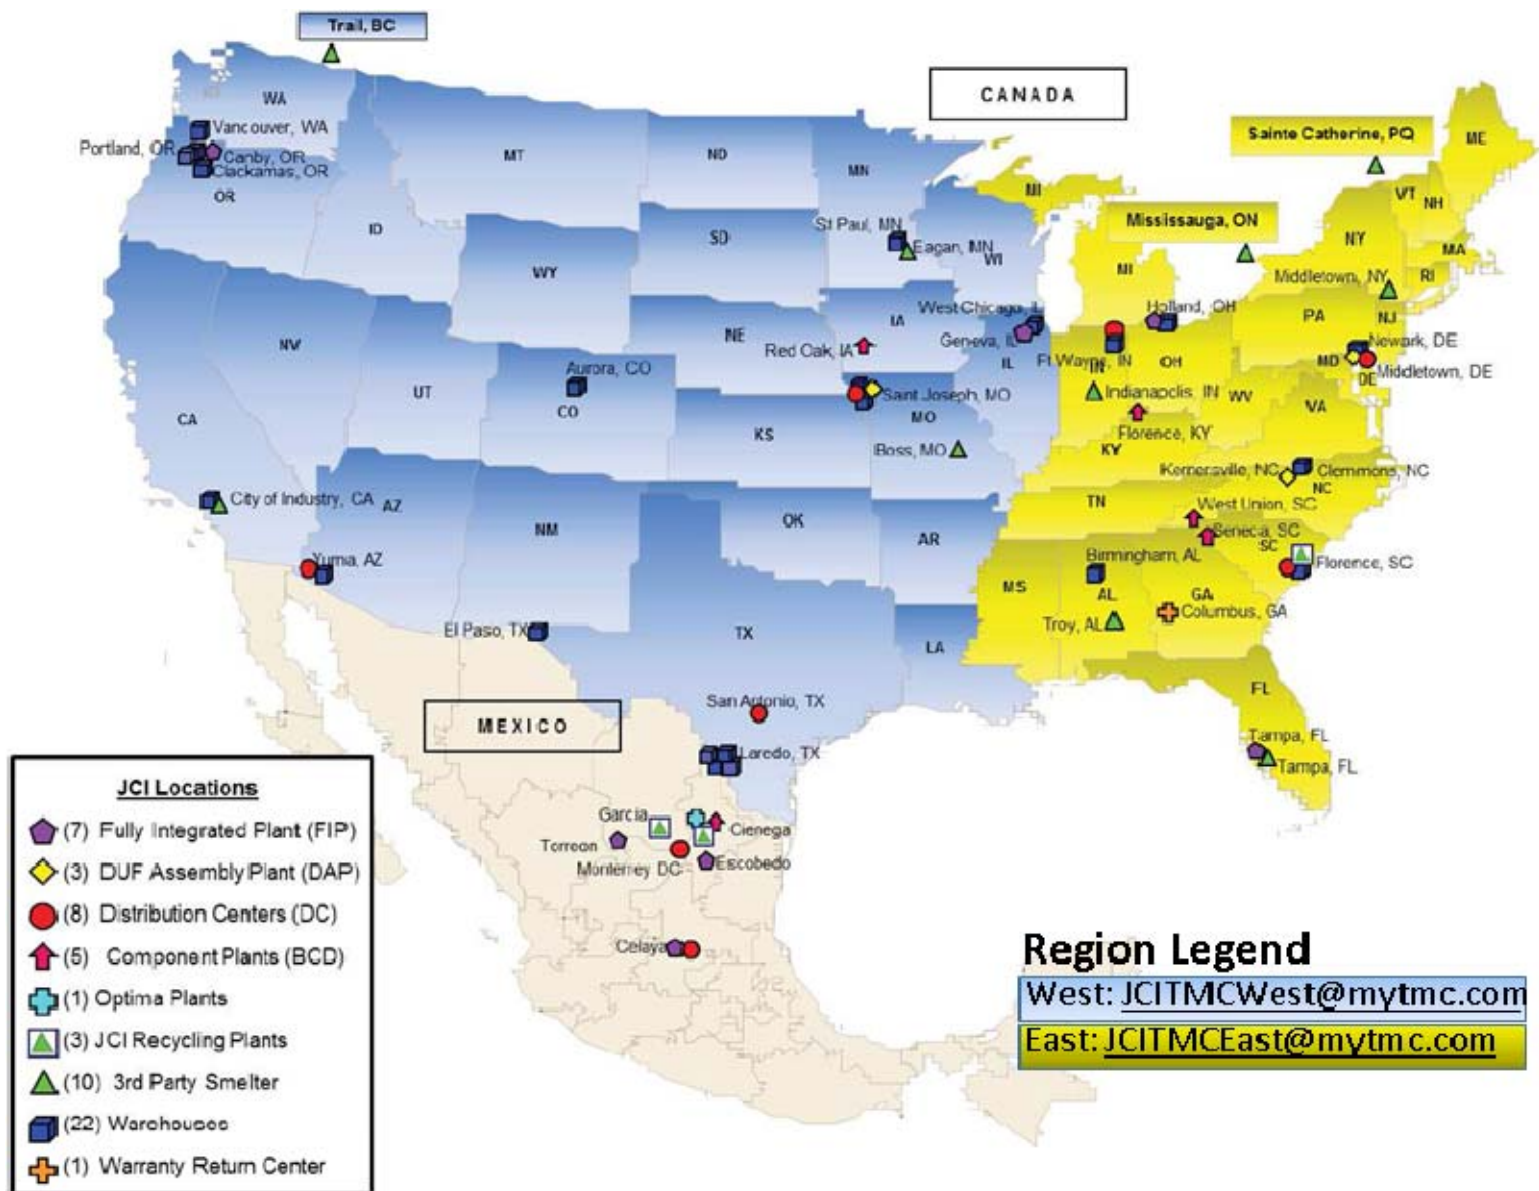 Trail, BC
CANADA
WA
Vancouver, WA
Portland, OR
Canby, OR
Clackamas, OR
OR
ID
MT
ND
MN
SD
WY
St Paul, MN
Eagan, MN
WI
MI
MI
Sainte Catherine, PQ
Mississauga, ON
ME
VT
NH
NY
MA
RI
Middletown, NY
NJ
PA
CA
NV
UT
Aurora, CO
CO
NE
IA
Red Oak, IA
West Chicago, IL
Geneva, IL
IL
Holland, OH
Ft Wayne, IN
IN
OH
Newark, DE
MD
DE
Middletown, DE
Saint Joseph, MO
MO
KS
Boss, MO
Indianapolis, IN
Florence, KY
KY
WV
VA
Kernersville, NC
Clemmons, NC
NC
City of Industry, CA
AZ
NM
OK
AR
TN
West Union, SC
Seneca, SC
SC
Florence, SC
Yuma, AZ
El Paso, TX
TX
LA
MS
Birmingham, AL
AL
GA
Columbus, GA
Troy, AL
FL
MEXICO
San Antonio, TX
Laredo, TX
Tampa, FL
Tampa, FL
Garcia
Cienega
Torreon
Monterrey DC
Escobedo
Celaya
JCI Locations
(7) Fully Integrated Plant (FIP)
(3) DUF Assembly Plant (DAP)
(8) Distribution Centers (DC)
(5) Component Plants (BCD)
(1) Optima Plants
(3) JCI Recycling Plants
(10) 3rd Party Smelter
(22) Warehouses
(1) Warranty Return Center
Region Legend
West: JCITMCWest@mytmc.com
East: JCITMCEast@mytmc.com